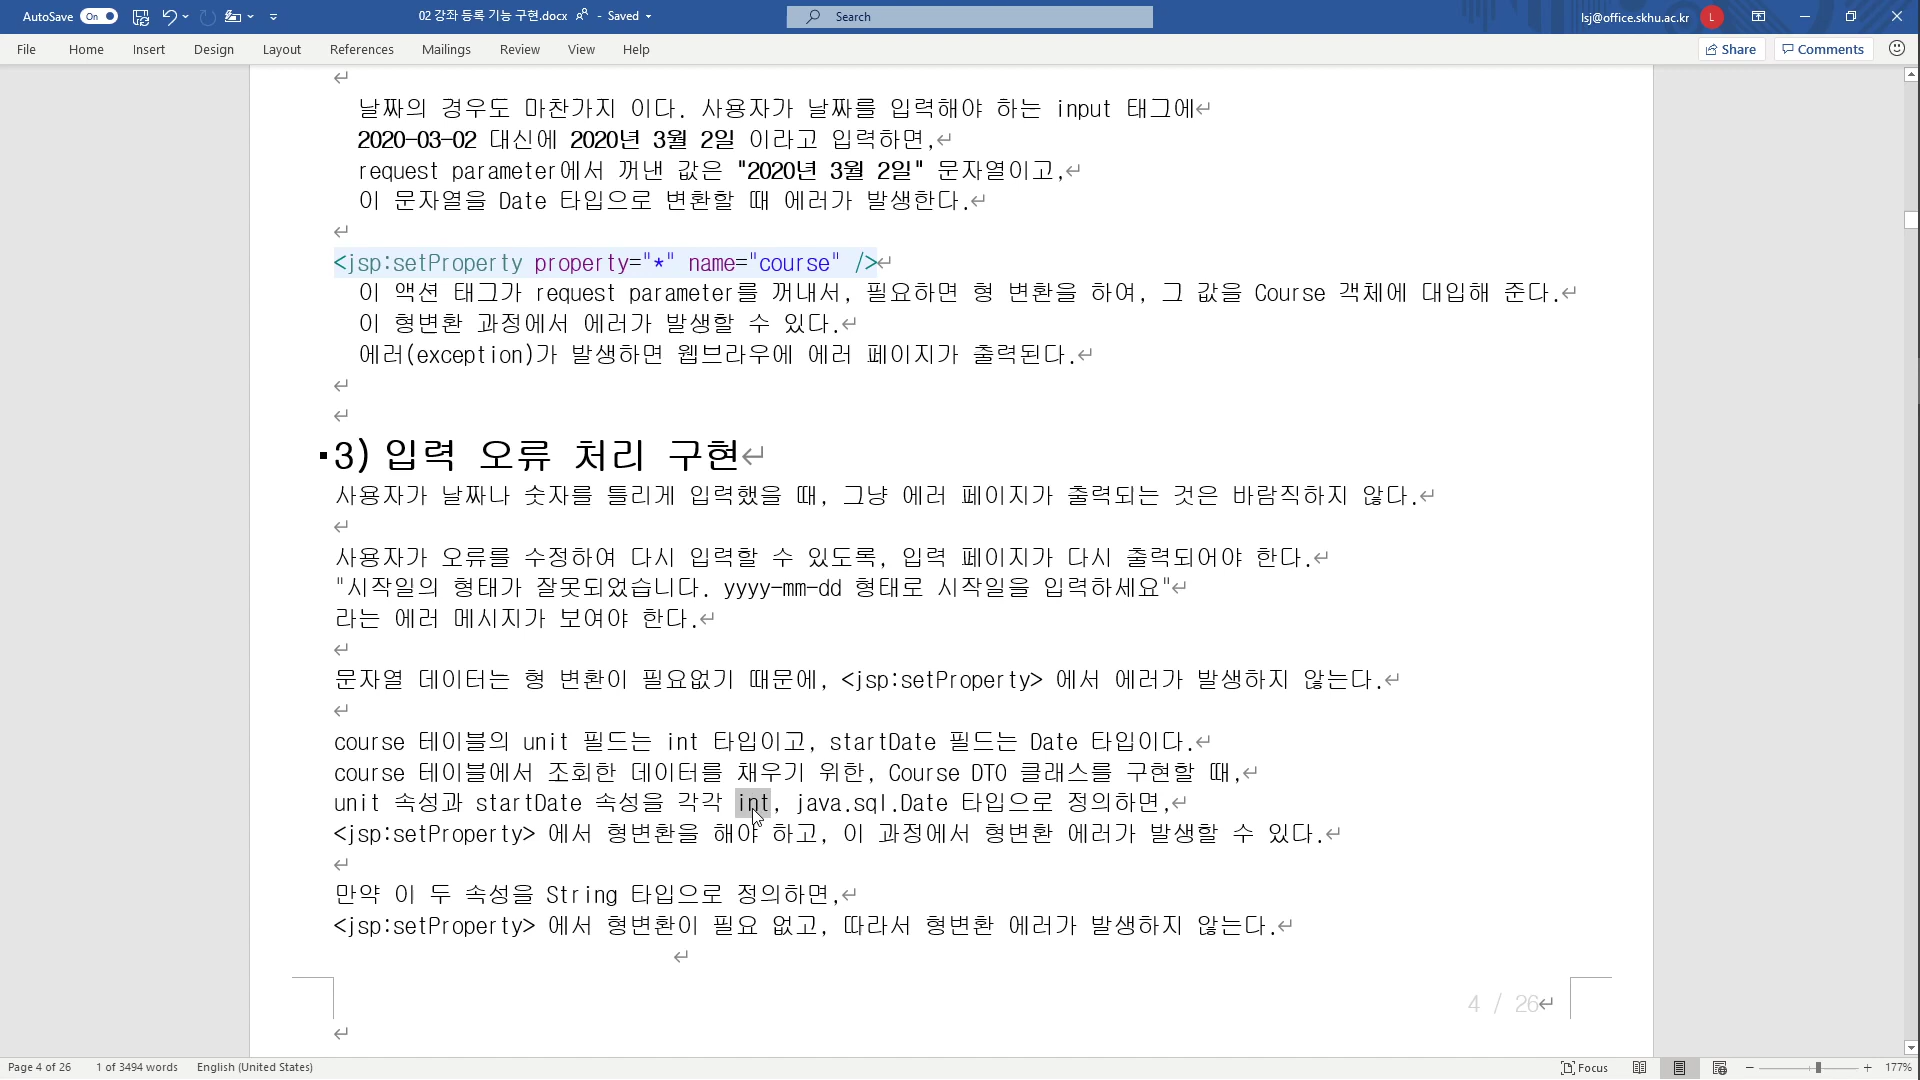 AutoSave On 02 강좌 등록 기능 구현.docx - Saved Search lsj@office.skhu.ac.kr L
File Home Insert Design Layout References Mailings Review View Help Share Comments
날짜의 경우도 마찬가지 이다. 사용자가 날짜를 입력해야 하는 input 태그에
2020-03-02 대신에 2020년 3월 2일 이라고 입력하면,
request parameter에서 꺼낸 값은 "2020년 3월 2일" 문자열이고,
이 문자열을 Date 타입으로 변환할 때 에러가 발생한다.
<jsp:setProperty property="*" name="course" />
이 액션 태그가 request parameter를 꺼내서, 필요하면 형 변환을 하여, 그 값을 Course 객체에 대입해 준다.
이 형변환 과정에서 에러가 발생할 수 있다.
에러(exception)가 발생하면 웹브라우에 에러 페이지가 출력된다.
3) 입력 오류 처리 구현
사용자가 날짜나 숫자를 틀리게 입력했을 때, 그냥 에러 페이지가 출력되는 것은 바람직하지 않다.
사용자가 오류를 수정하여 다시 입력할 수 있도록, 입력 페이지가 다시 출력되어야 한다.
"시작일의 형태가 잘못되었습니다. yyyy-mm-dd 형태로 시작일을 입력하세요"
라는 에러 메시지가 보여야 한다.
문자열 데이터는 형 변환이 필요없기 때문에, <jsp:setProperty> 에서 에러가 발생하지 않는다.
course 테이블의 unit 필드는 int 타입이고, startDate 필드는 Date 타입이다.
course 테이블에서 조회한 데이터를 채우기 위한, Course DTO 클래스를 구현할 때,
unit 속성과 startDate 속성을 각각 int, java.sql.Date 타입으로 정의하면,
<jsp:setProperty> 에서 형변환을 해야 하고, 이 과정에서 형변환 에러가 발생할 수 있다.
만약 이 두 속성을 String 타입으로 정의하면,
<jsp:setProperty> 에서 형변환이 필요 없고, 따라서 형변환 에러가 발생하지 않는다.
4 / 26
Page 4 of 26 1 of 3494 words English (United States) Focus 177%